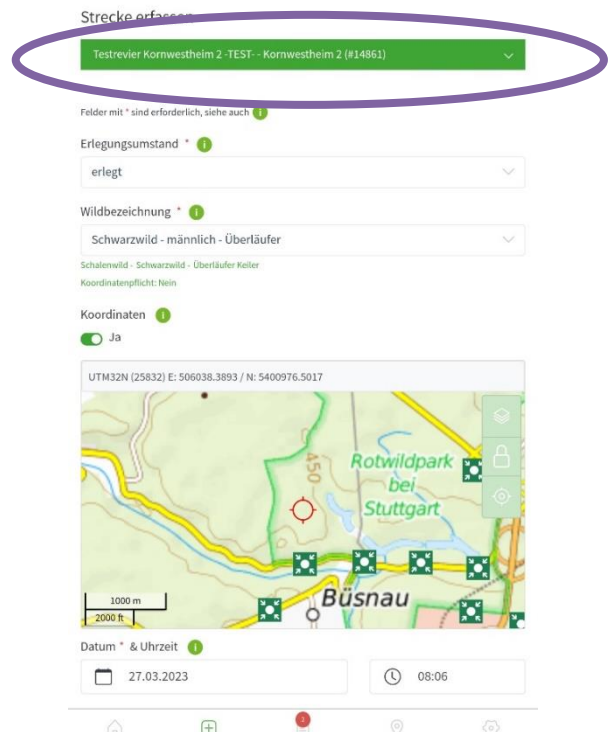 Strecke erfassen
Testrevier Kornwestheim 2 -TEST- - Kornwestheim 2 (#14861)
Felder mit * sind erforderlich, siehe auch i
Erlegungsumstand * i
erlegt
Wildbezeichnung * i
Schwarzwild - männlich - Überläufer
Schalenwild - Schwarzwild - Überläufer Keiler
Koordinatenpflicht: Nein
Koordinaten i
Ja
UTM32N (25832) E: 506038.3893 / N: 5400976.5017
450
Rotwildpark
bei
Stuttgart
Büsnau
1000 m
2000 ft
Datum * & Uhrzeit i
27.03.2023
08:06
2